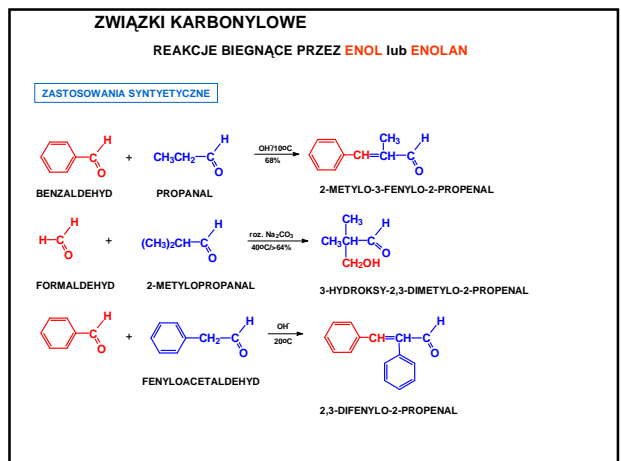 ZWIĄZKI KARBONYLOWE
REAKCJE BIEGNĄCE PRZEZ ENOL lub ENOLAN
ZASTOSOWANIA SYNTYETYCZNE
C H O + CH₃CH₂-C H O OH⁻/10ºC 68% CH=C-C CH₃ H O
BENZALDEHYD PROPANAL 2-METYLO-3-FENYLO-2-PROPENAL
H-C H O + (CH₃)₂CH-C H O roz. Na₂CO₃ 40ºC/>64% CH₃ CH₃-C-C H O CH₂OH
FORMALDEHYD 2-METYLOPROPANAL 3-HYDROKSY-2,3-DIMETYLO-2-PROPENAL
C H O + CH₂-C H O OH⁻ 20ºC CH=C-C H O
FENYLOACETALDEHYD
2,3-DIFENYLO-2-PROPENAL